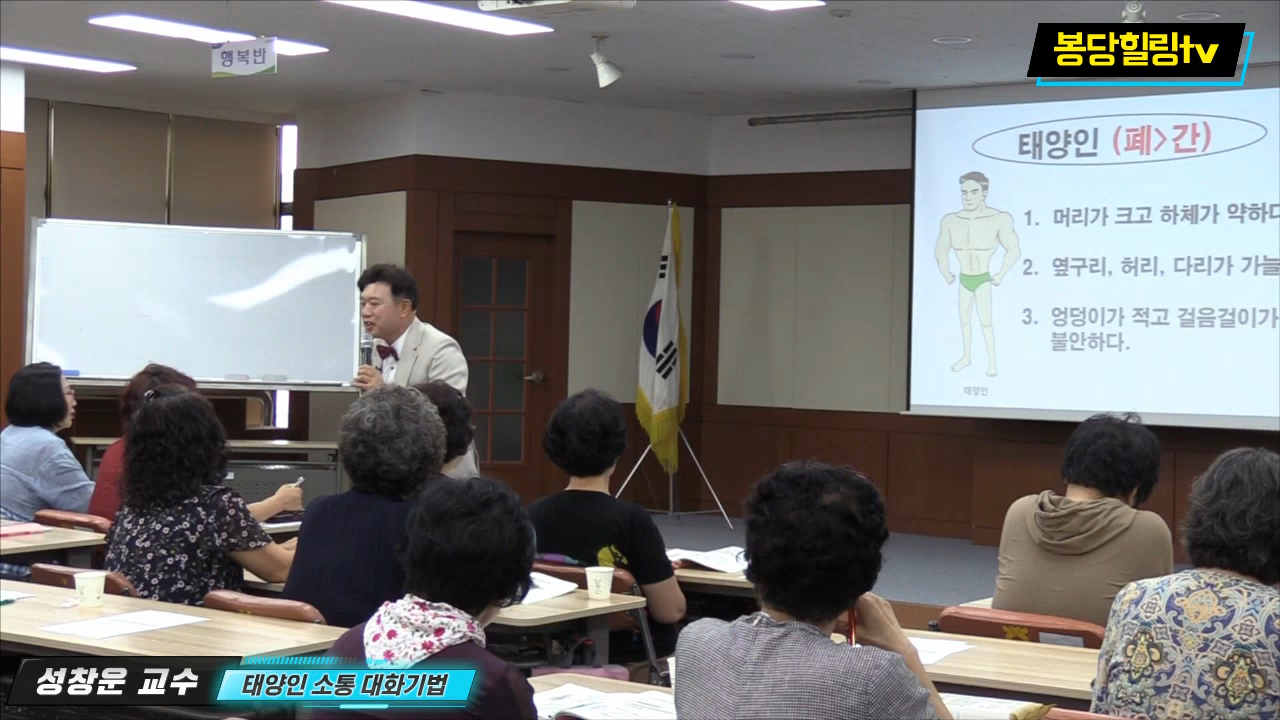 행복반
봉당힐링tv
태양인 (폐>간)
1. 머리가 크고 하체가 약하다
2. 옆구리, 허리, 다리가 가늘
3. 엉덩이가 적고 걸음걸이가
불안하다.
태양인
성창운 교수
태양인 소통 대화기법